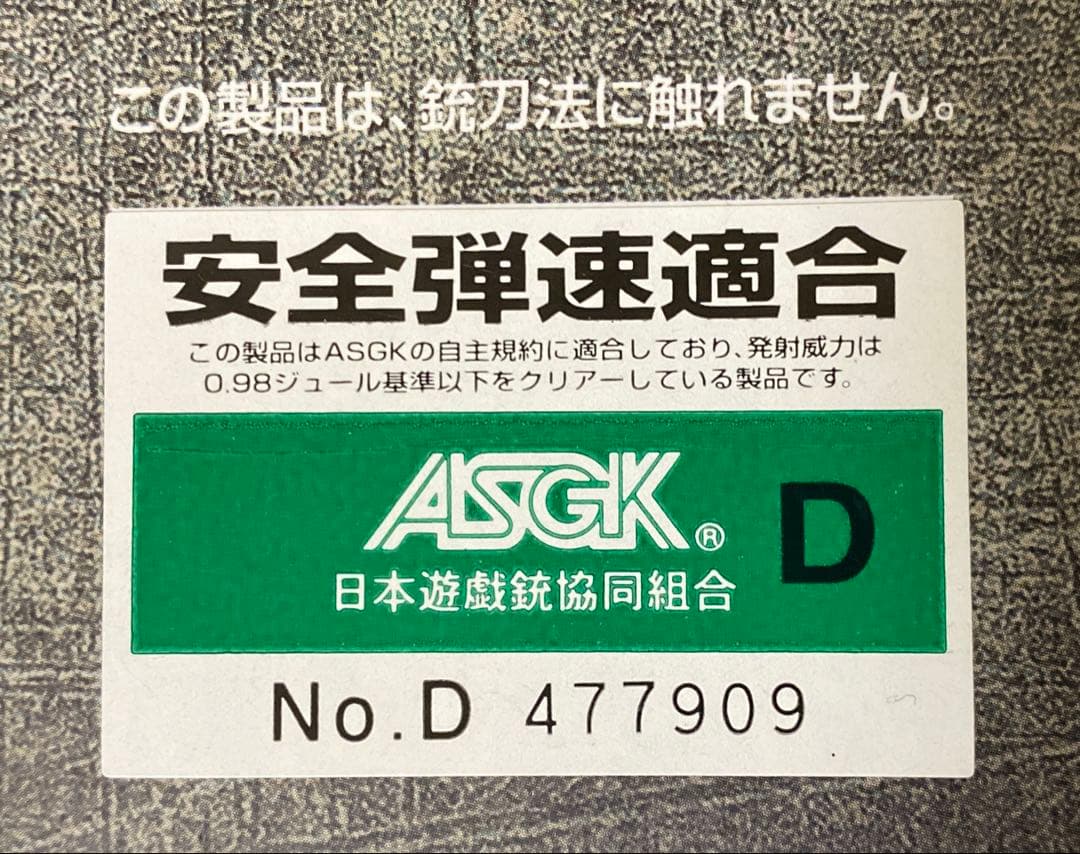 この製品は、銃刀法に触れません。
安全弾速適合
この製品はASGKの自主規約に適合しており、発射威力は
0.98ジュール基準以下をクリアーしている製品です。
ASGK® D
日本遊戯銃協同組合
No.D 477909